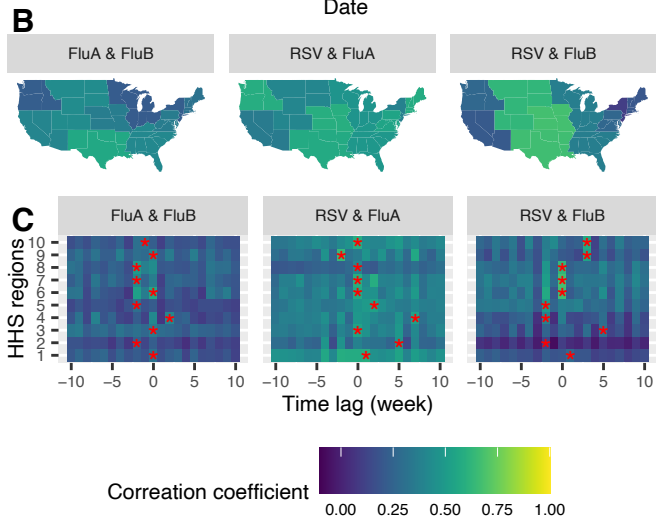 Date
B
FluA & FluB
RSV & FluA
RSV & FluB
C
FluA & FluB
RSV & FluA
RSV & FluB
HHS regions
10
9
8
7
6
5
4
3
2
1
−10 −5 0 5 10
−10 −5 0 5 10
−10 −5 0 5 10
Time lag (week)
Correation coefficient
0.00 0.25 0.50 0.75 1.00